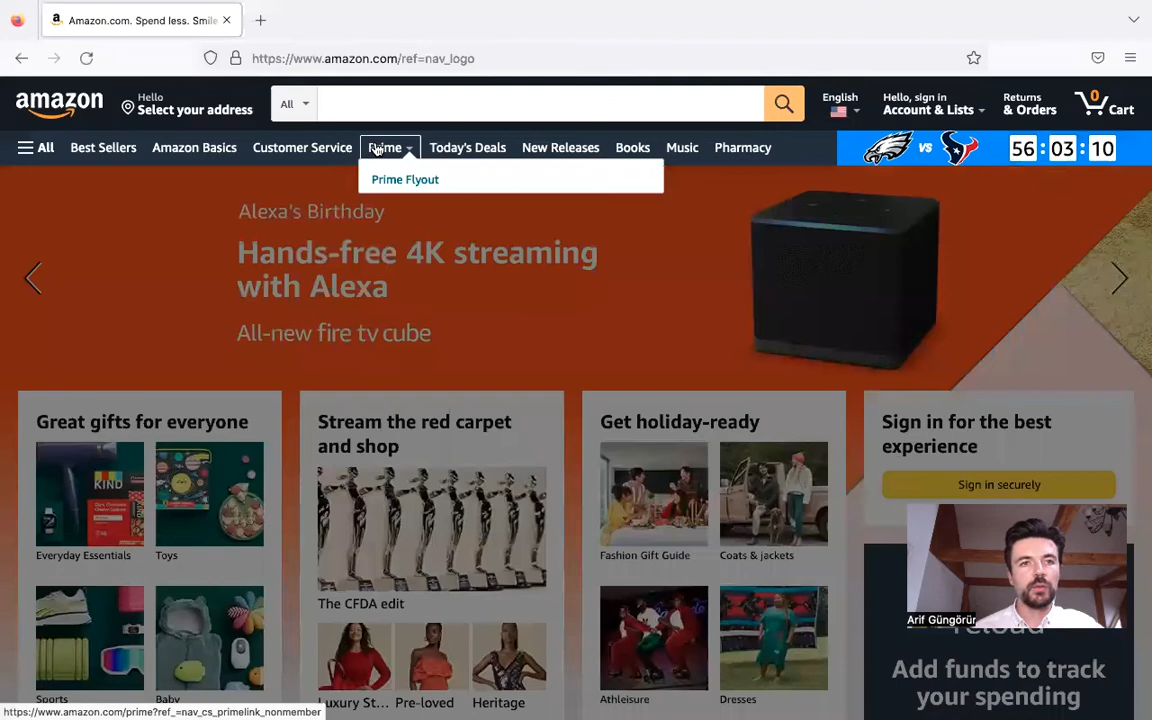 Amazon.com. Spend less. Smile
https://www.amazon.com/ref=nav_logo
amazon
Hello
Select your address
All
English
Hello, sign in
Account & Lists
Returns
& Orders
0
Cart
All
Best Sellers
Amazon Basics
Customer Service
Prime
Today's Deals
New Releases
Books
Music
Pharmacy
VS
56:03:10
Prime Flyout
Alexa's Birthday
Hands-free 4K streaming
with Alexa
All-new fire tv cube
Great gifts for everyone
KIND
Everyday Essentials
Toys
Sports
Baby
Stream the red carpet
and shop
The CFDA edit
Luxury St...
Pre-loved
Heritage
Get holiday-ready
Fashion Gift Guide
Coats & jackets
Athleisure
Dresses
Sign in for the best
experience
Sign in securely
Arif Güngörür
reload
Add funds to track
your spending
https://www.amazon.com/prime?ref_=nav_cs_primelink_nonmember